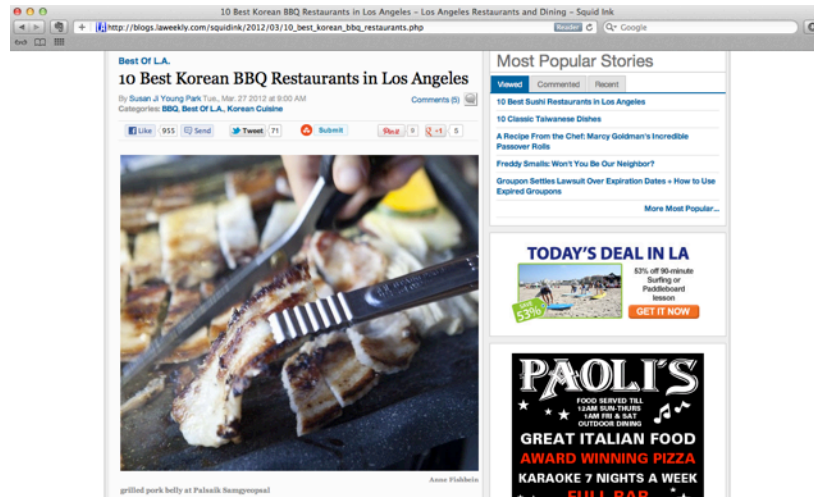 10 Best Korean BBQ Restaurants in Los Angeles – Los Angeles Restaurants and Dining – Squid Ink
http://blogs.laweekly.com/squidink/2012/03/10_best_korean_bbq_restaurants.php
Reader
Google
Best Of L.A.
10 Best Korean BBQ Restaurants in Los Angeles
By Susan Ji Young Park Tue., Mar. 27 2012 at 9:00 AM
Comments (5)
Categories: BBQ, Best Of L.A., Korean Cuisine
Like 955 Send Tweet 71 Submit Pin it 9 +1 5
Anne Fishbein
grilled pork belly at Palsaik Samgyeopsal
Most Popular Stories
Viewed Commented Recent
10 Best Sushi Restaurants in Los Angeles
10 Classic Taiwanese Dishes
A Recipe From the Chef: Marcy Goldman's Incredible
Passover Rolls
Freddy Smalls: Won't You Be Our Neighbor?
Groupon Settles Lawsuit Over Expiration Dates + How to Use
Expired Groupons
More Most Popular...
TODAY'S DEAL IN LA
53% off 90-minute
Surfing or
Paddleboard
lesson
SAVE
53%
GET IT NOW
PAOLI'S
FOOD SERVED TILL
12AM SUN-THURS
1AM FRI & SAT
OUTDOOR DINING
GREAT ITALIAN FOOD
AWARD WINNING PIZZA
KARAOKE 7 NIGHTS A WEEK
FULL BAR